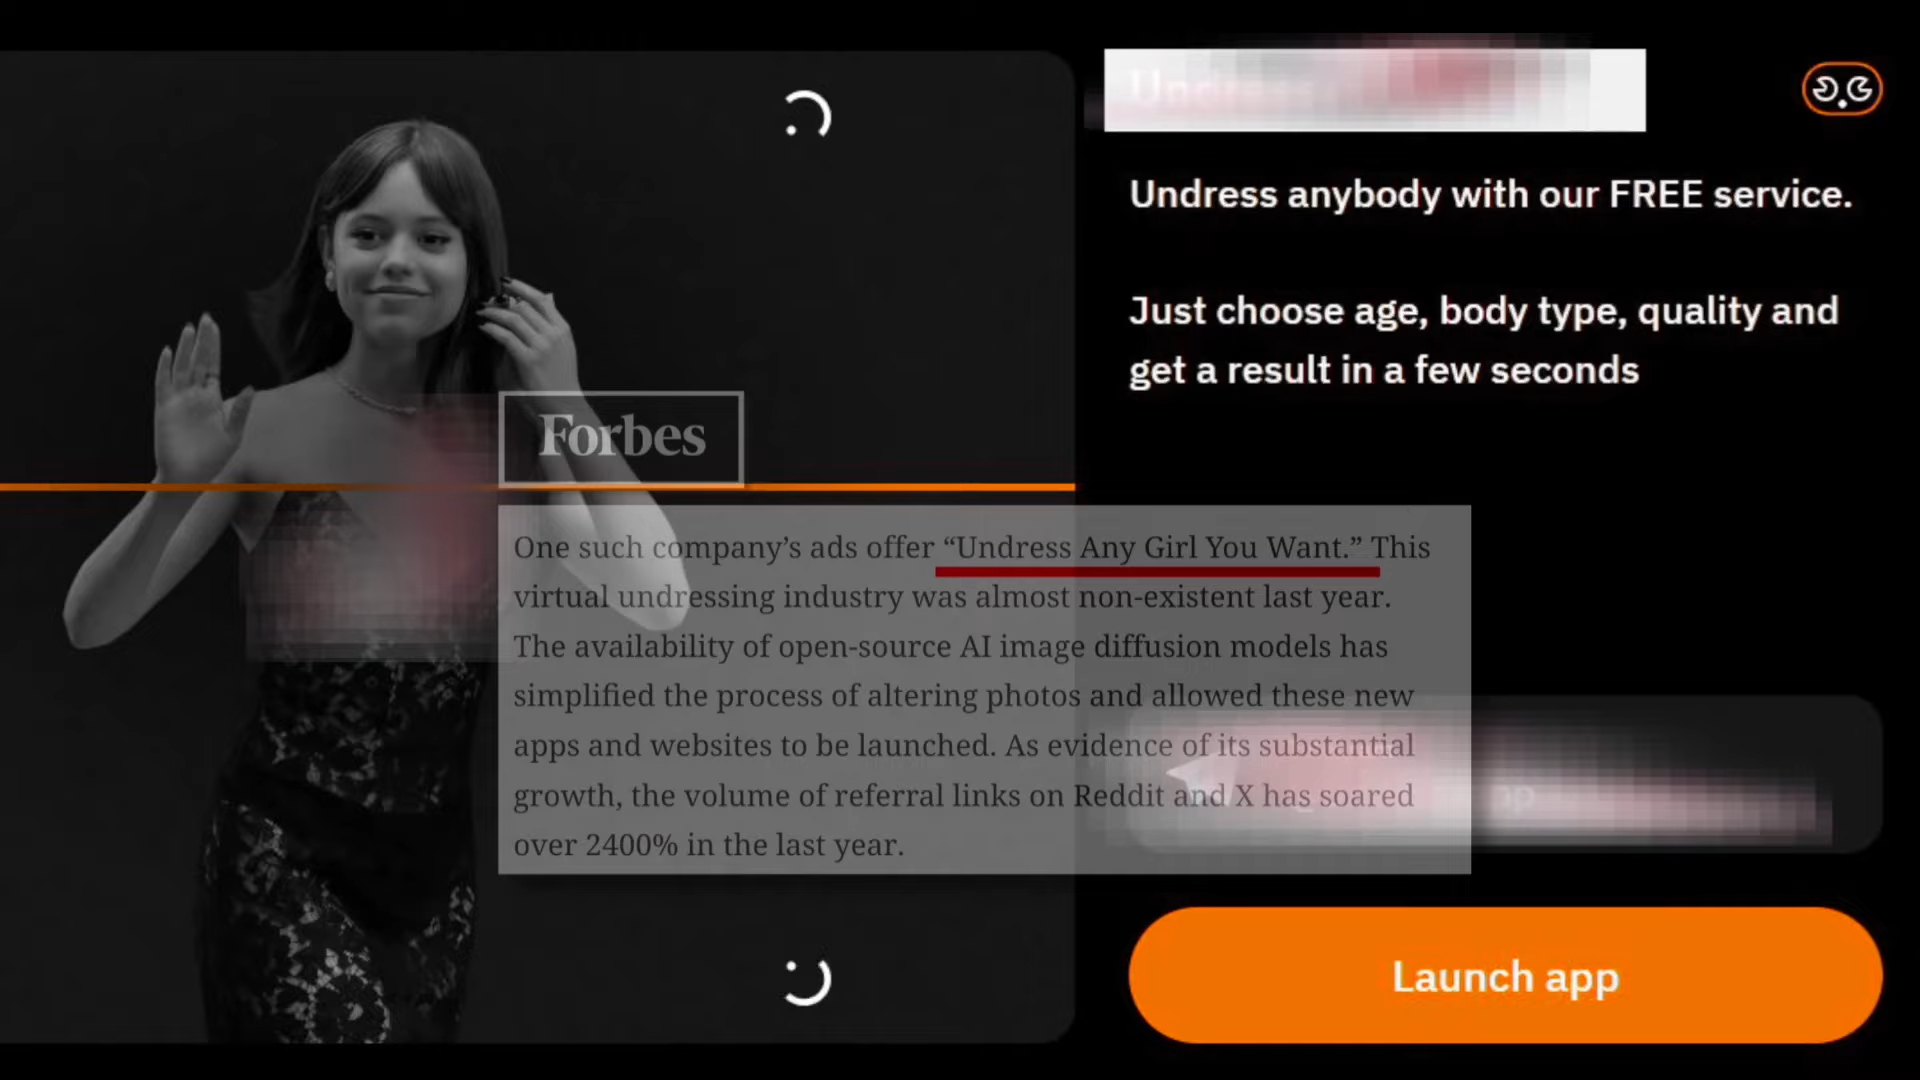 Undress
Undress anybody with our FREE service.
Just choose age, body type, quality and
get a result in a few seconds
Forbes
One such company’s ads offer “Undress Any Girl You Want.” This
virtual undressing industry was almost non-existent last year.
The availability of open-source AI image diffusion models has
simplified the process of altering photos and allowed these new
apps and websites to be launched. As evidence of its substantial
growth, the volume of referral links on Reddit and X has soared
over 2400% in the last year.
Launch app